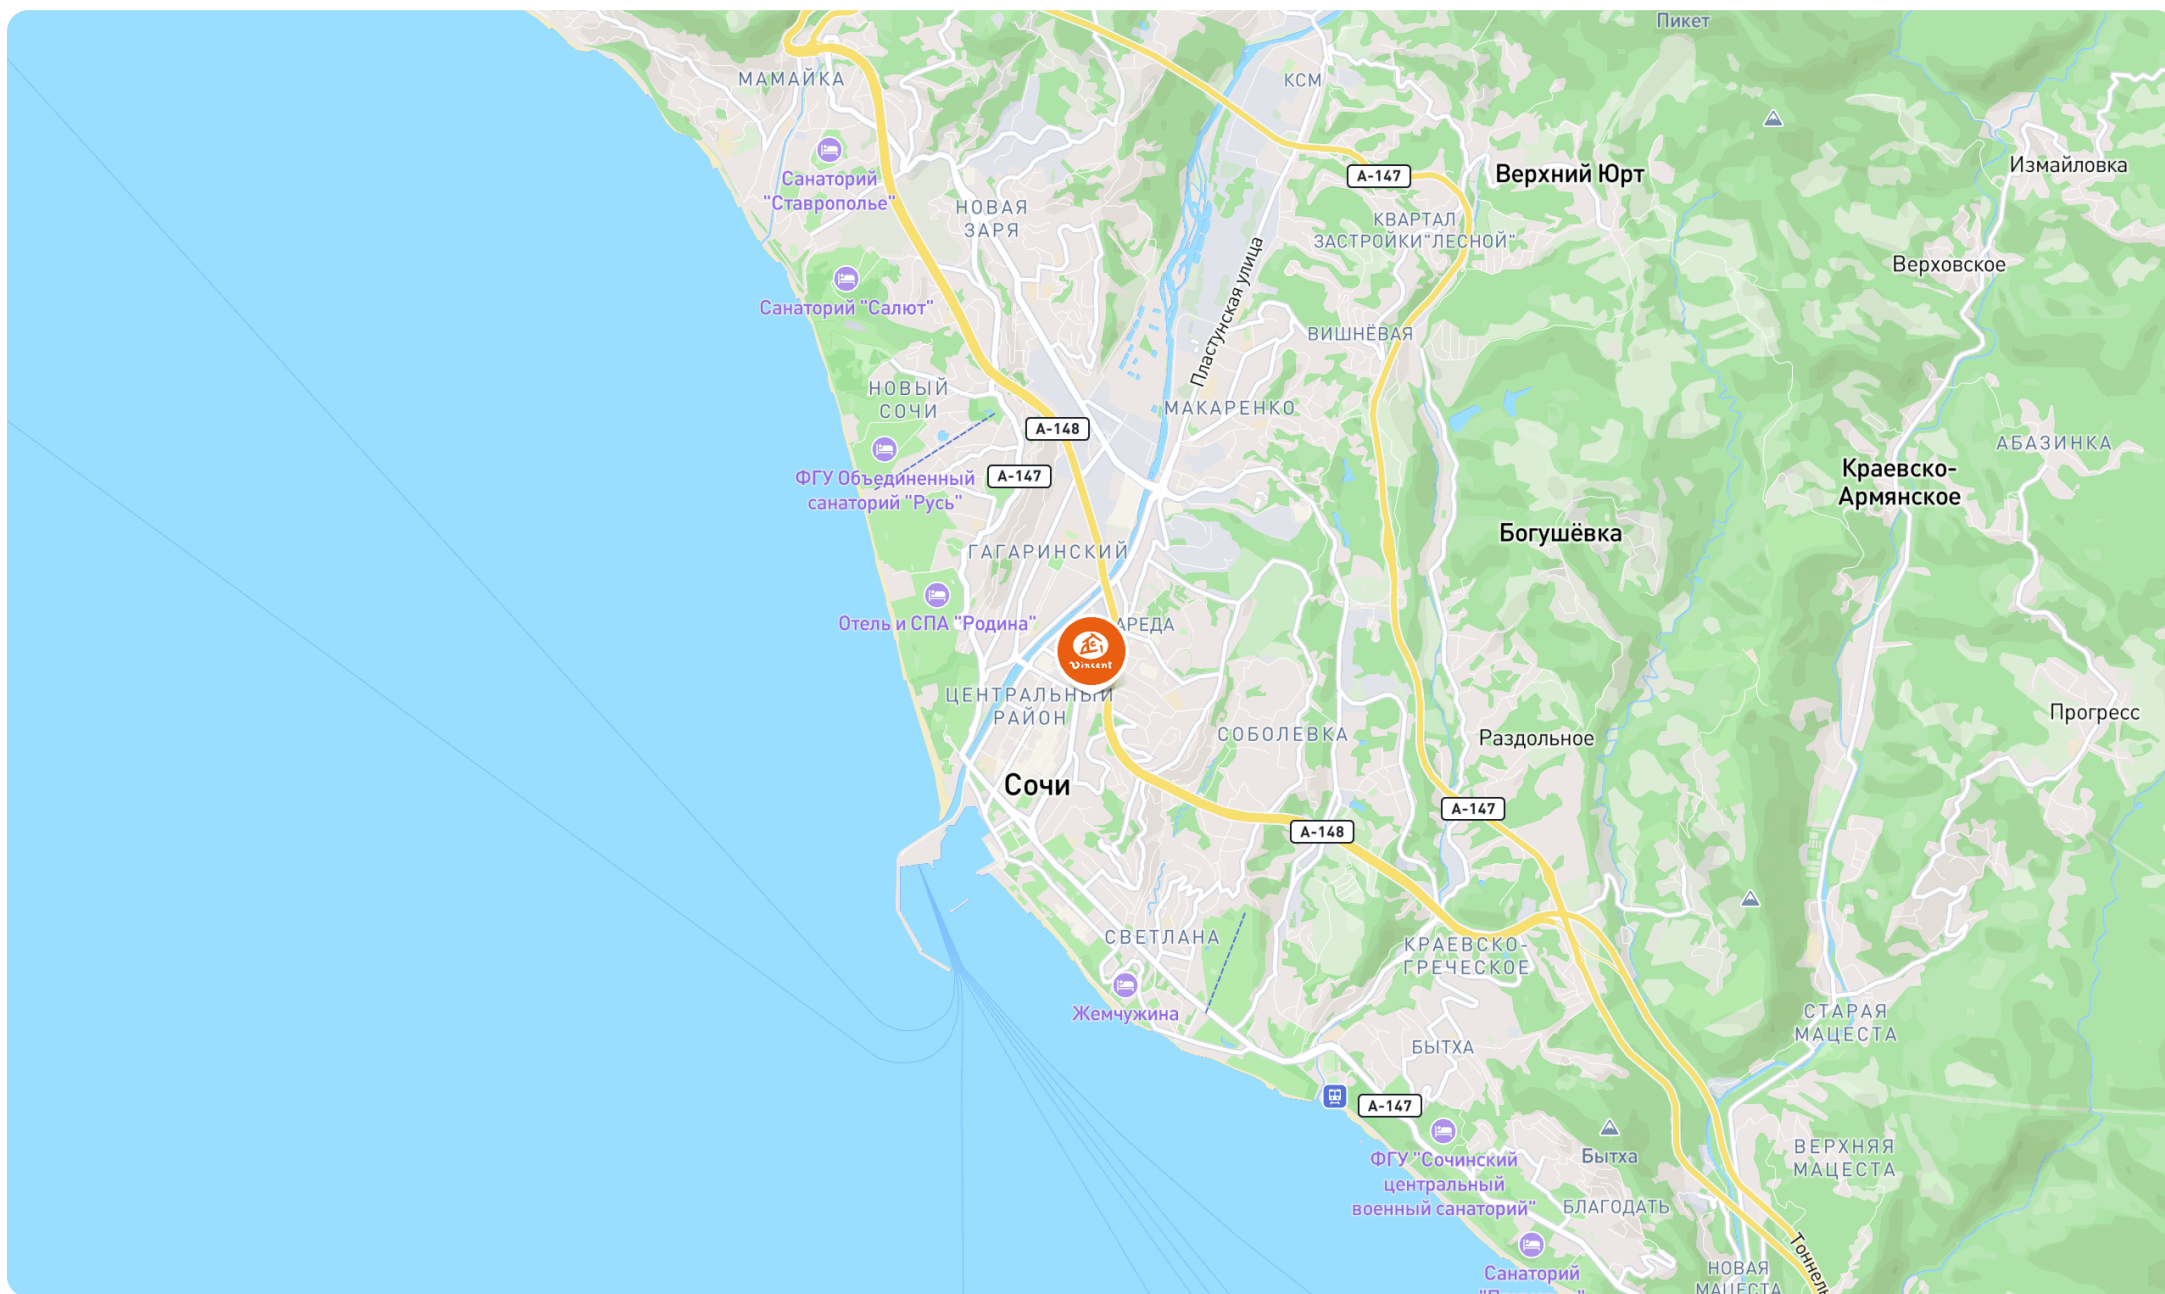 Пикет
МАМАЙКА
КСМ
Санаторий
"Ставрополье"
А-147
Верхний Юрт
Измайловка
НОВАЯ
ЗАРЯ
КВАРТАЛ
ЗАСТРОЙКИ"ЛЕСНОЙ"
Пластунская улица
Верховское
Санаторий "Салют"
ВИШНЁВАЯ
НОВЫЙ
СОЧИ
МАКАРЕНКО
А-148
АБАЗИНКА
ФГУ Объединенный
санаторий "Русь"
А-147
Краевско-
Армянское
Богушёвка
ГАГАРИНСКИЙ
Отель и СПА "Родина"
АРЕДА
Vincent
ЦЕНТРАЛЬНЫЙ
РАЙОН
СОБОЛЕВКА
Раздольное
Прогресс
Сочи
А-147
А-148
СВЕТЛАНА
КРАЕВСКО-
ГРЕЧЕСКОЕ
Жемчужина
СТАРАЯ
МАЦЕСТА
БЫТХА
А-147
ФГУ "Сочинский
центральный
военный санаторий"
Бытха
ВЕРХНЯЯ
МАЦЕСТА
БЛАГОДАТЬ
Санаторий
НОВАЯ
МАЦЕСТА
Тоннель